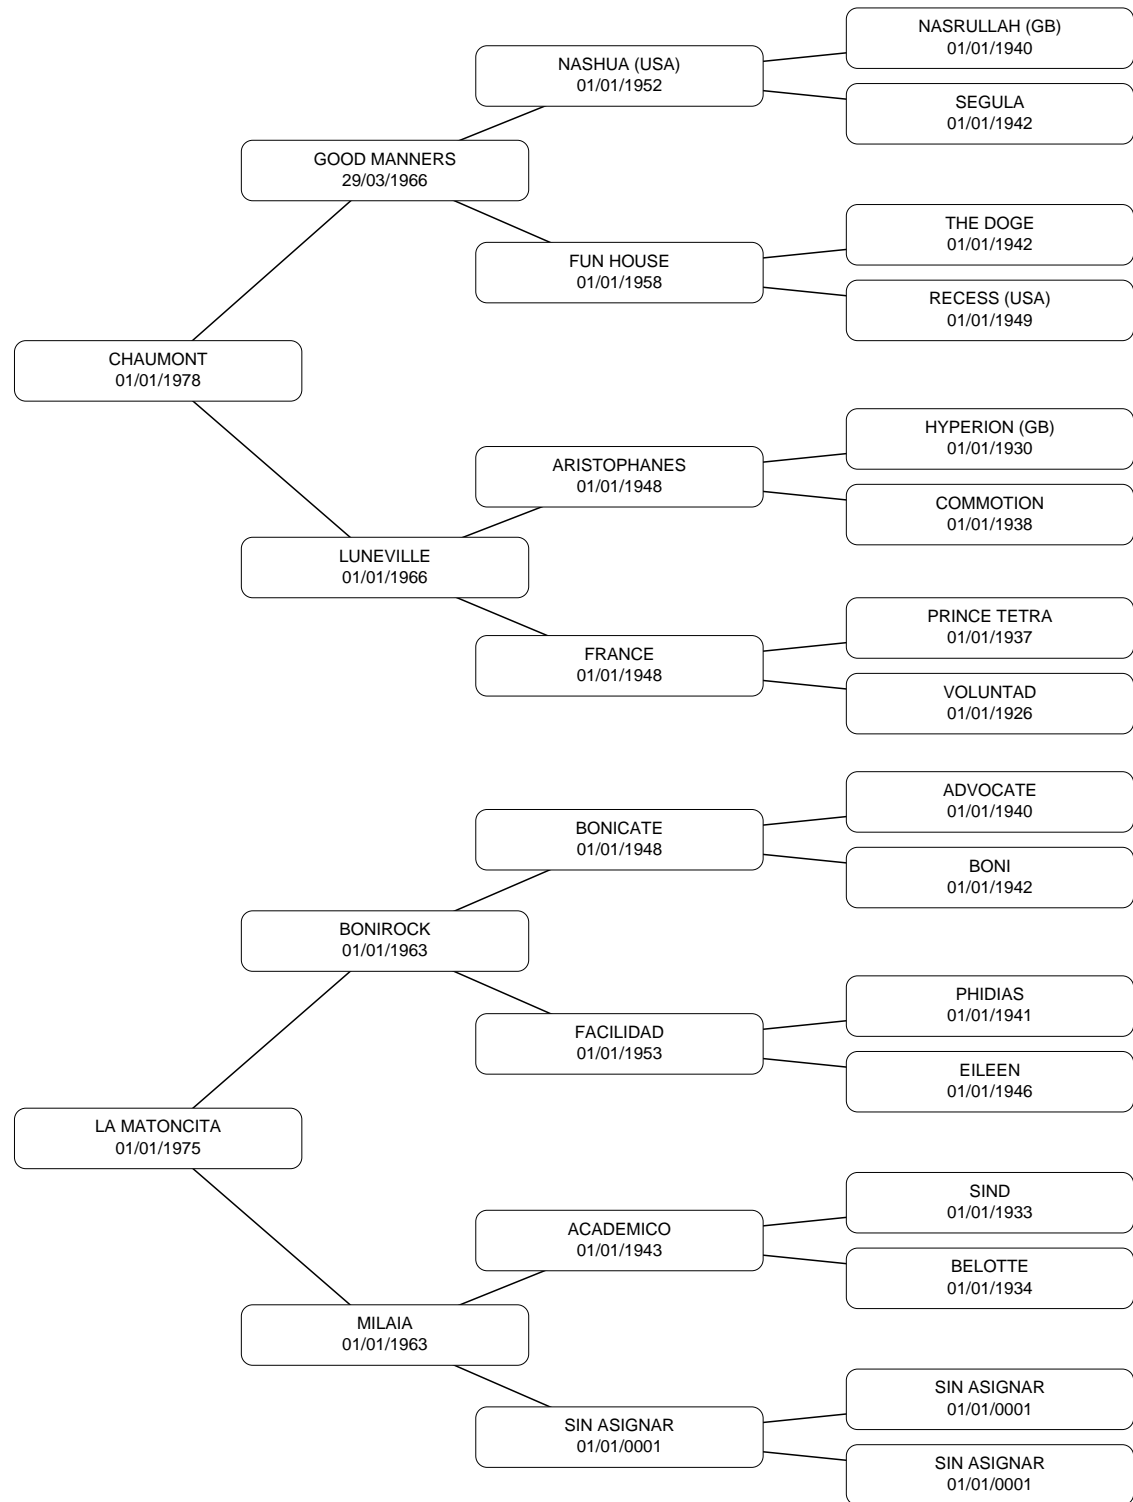 NASRULLAH (GB)
01/01/1940
NASHUA (USA)
01/01/1952
SEGULA
01/01/1942
GOOD MANNERS
29/03/1966
THE DOGE
01/01/1942
FUN HOUSE
01/01/1958
RECESS (USA)
01/01/1949
CHAUMONT
01/01/1978
HYPERION (GB)
01/01/1930
ARISTOPHANES
01/01/1948
COMMOTION
01/01/1938
LUNEVILLE
01/01/1966
PRINCE TETRA
01/01/1937
FRANCE
01/01/1948
VOLUNTAD
01/01/1926
ADVOCATE
01/01/1940
BONICATE
01/01/1948
BONI
01/01/1942
BONIROCK
01/01/1963
PHIDIAS
01/01/1941
FACILIDAD
01/01/1953
EILEEN
01/01/1946
LA MATONCITA
01/01/1975
SIND
01/01/1933
ACADEMICO
01/01/1943
BELOTTE
01/01/1934
MILAIA
01/01/1963
SIN ASIGNAR
01/01/0001
SIN ASIGNAR
01/01/0001
SIN ASIGNAR
01/01/0001